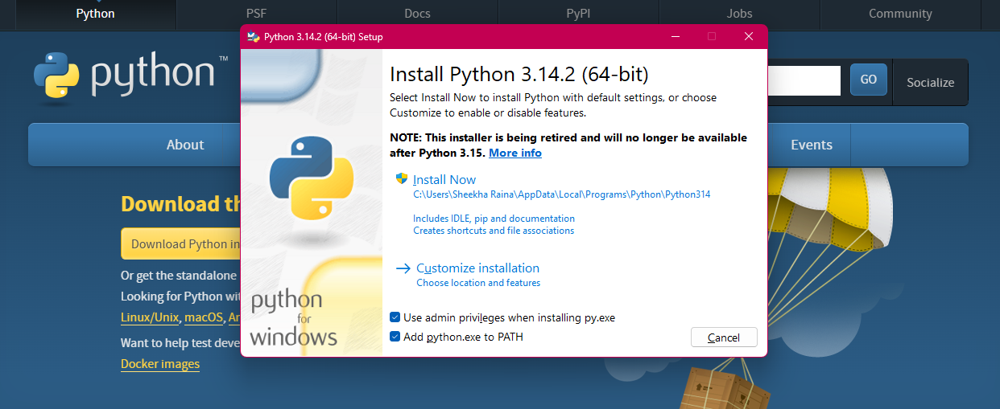 Python
PSF
Docs
PyPI
Jobs
Community
Python 3.14.2 (64-bit) Setup
python™
GO
Socialize
About
Events
Download th
Download Python in
Or get the standalone
Looking for Python wit
Linux/Unix, macOS, An
Want to help test deve
Docker images
Install Python 3.14.2 (64-bit)
Select Install Now to install Python with default settings, or choose
Customize to enable or disable features.
NOTE: This installer is being retired and will no longer be available
after Python 3.15. More info
Install Now
C:\Users\Sheekha Raina\AppData\Local\Programs\Python\Python314
Includes IDLE, pip and documentation
Creates shortcuts and file associations
Customize installation
Choose location and features
python
for
windows
Use admin privileges when installing py.exe
Add python.exe to PATH
Cancel